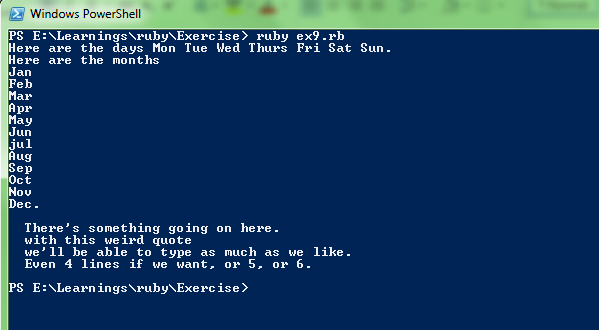 Windows PowerShell
PS E:\Learnings\ruby\Exercise> ruby ex9.rb
Here are the days Mon Tue Wed Thurs Fri Sat Sun.
Here are the months
Jan
Feb
Mar
Apr
May
Jun
jul
Aug
Sep
Oct
Nov
Dec.
There's something going on here.
with this weird quote
we'll be able to type as much as we like.
Even 4 lines if we want, or 5, or 6.
PS E:\Learnings\ruby\Exercise>